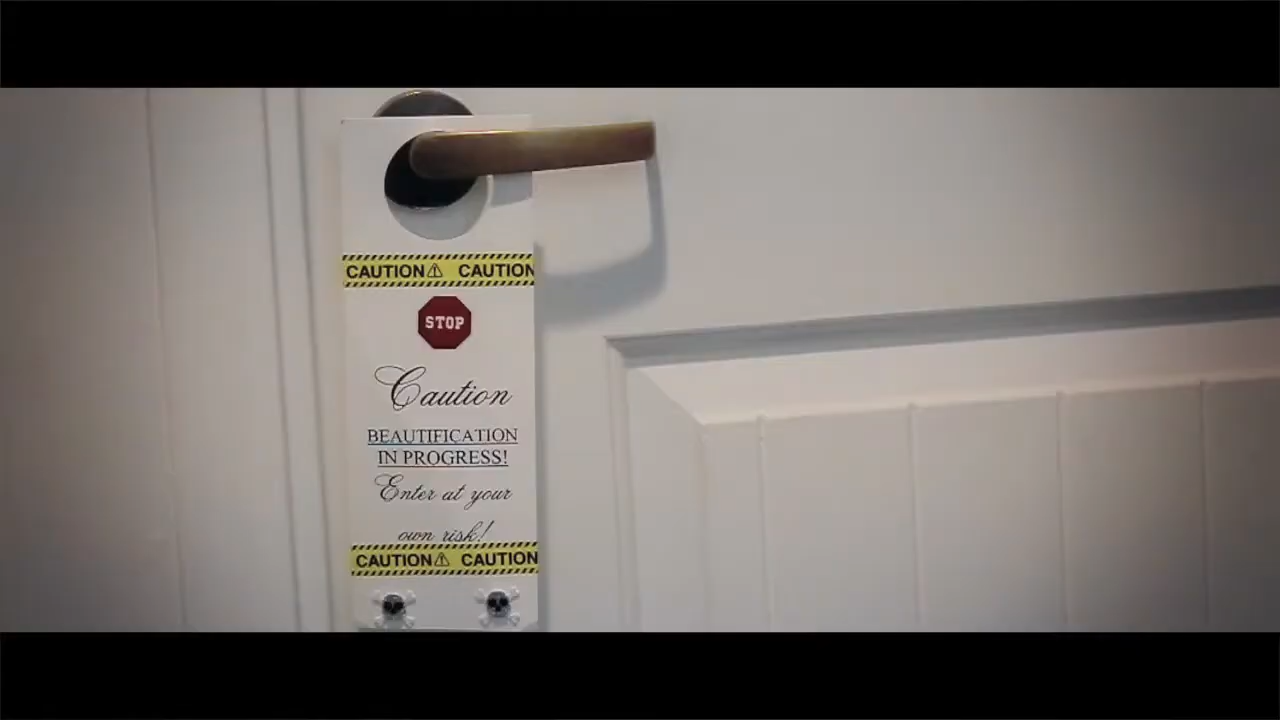 CAUTION⚠ CAUTION
STOP
Caution
BEAUTIFICATION
IN PROGRESS!
Enter at your
own risk!
CAUTION⚠ CAUTION